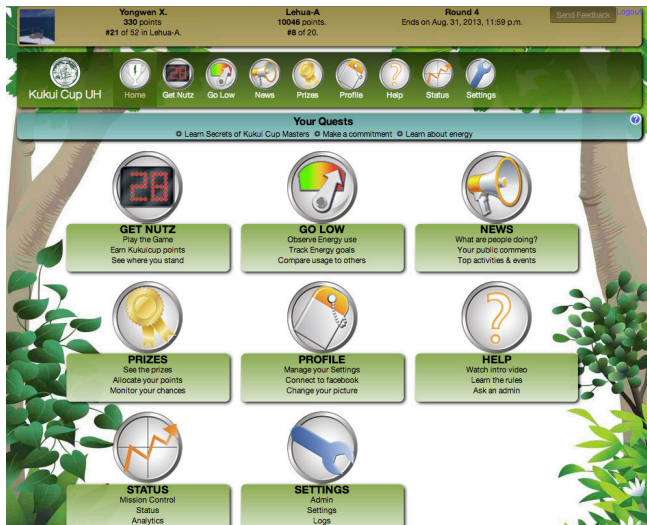 Yongwen X.
330 points
#21 of 52 in Lehua-A.
Lehua-A
10046 points.
#8 of 20.
Round 4
Ends on Aug. 31, 2013, 11:59 p.m.
Send Feedback
Logout
Kukui Cup UH
Home
Get Nutz
Go Low
News
Prizes
Profile
Help
Status
Settings
Your Quests
Learn Secrets of Kukui Cup Masters
Make a commitment
Learn about energy
?
28
GET NUTZ
Play the Game
Earn Kukuicup points
See where you stand
GO LOW
Observe Energy use
Track Energy goals
Compare usage to others
NEWS
What are people doing?
Your public comments
Top activities & events
PRIZES
See the prizes
Allocate your points
Monitor your chances
PROFILE
Manage your Settings
Connect to facebook
Change your picture
?
HELP
Watch intro video
Learn the rules
Ask an admin
STATUS
Mission Control
Status
Analytics
SETTINGS
Admin
Settings
Logs